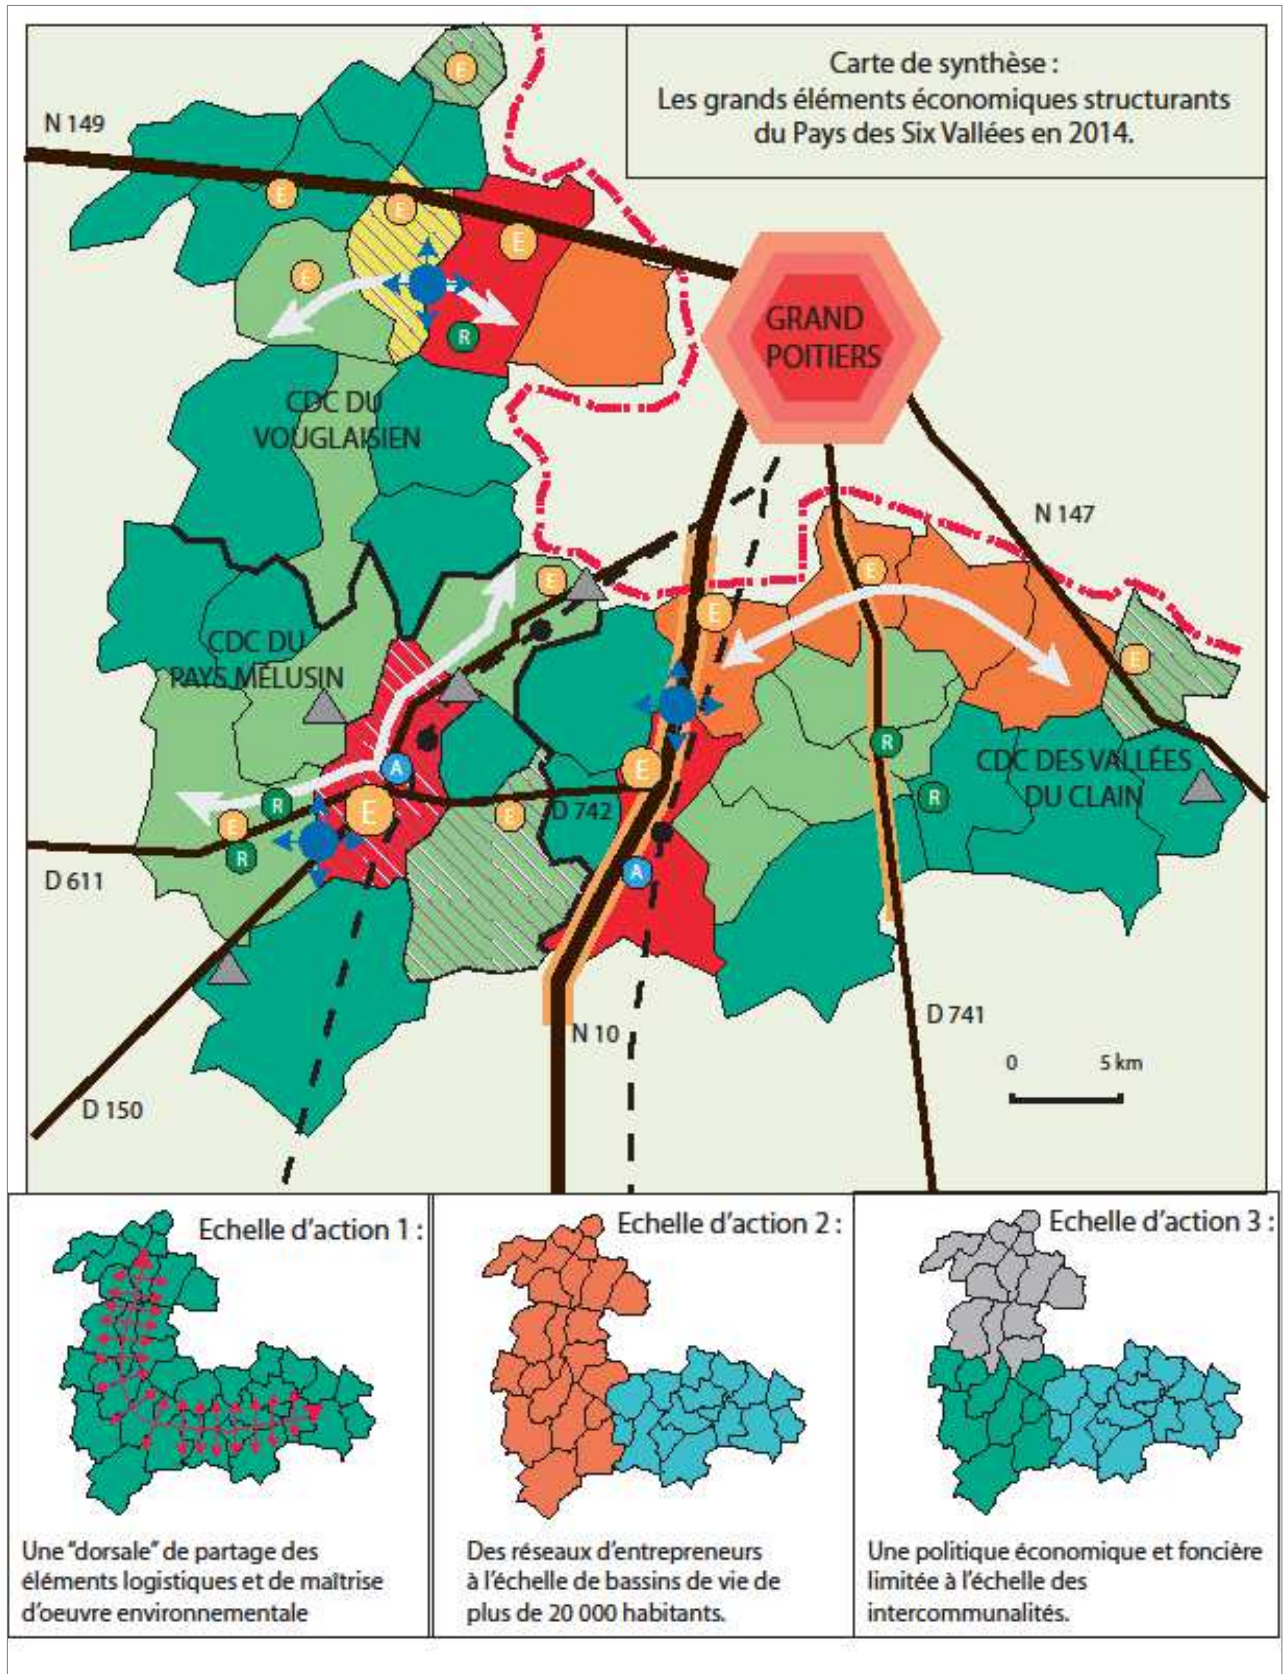 Carte de synthèse :
Les grands éléments économiques structurants
du Pays des Six Vallées en 2014.
N 149
E
E
E
E
E
R
GRAND
POITIERS
CDC DU
VOUGLAISIEN
N 147
E
E
E
CDC DU
PAYS MELUSIN
E
A
R
CDC DES VALLÉES
DU CLAIN
E
R
R
E
E
E
D 742
R
A
D 611
N 10
D 741
0
5 km
D 150
Echelle d'action 1 :
Une "dorsale" de partage des
éléments logistiques et de maîtrise
d'oeuvre environnementale
Echelle d'action 2 :
Des réseaux d'entrepreneurs
à l'échelle de bassins de vie de
plus de 20 000 habitants.
Echelle d'action 3 :
Une politique économique et foncière
limitée à l'échelle des
intercommunalités.